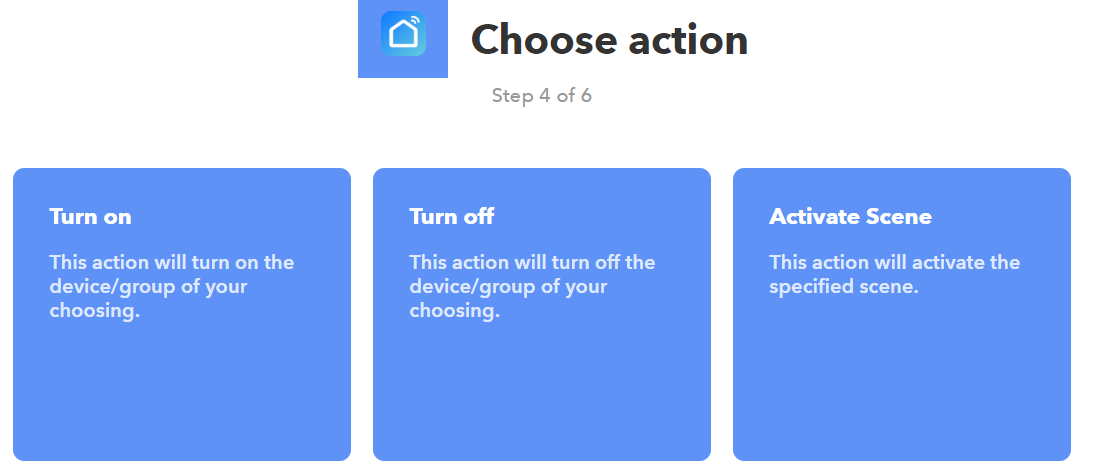 Choose action
Step 4 of 6
Turn on
This action will turn on the
device/group of your
choosing.
Turn off
This action will turn off the
device/group of your
choosing.
Activate Scene
This action will activate the
specified scene.